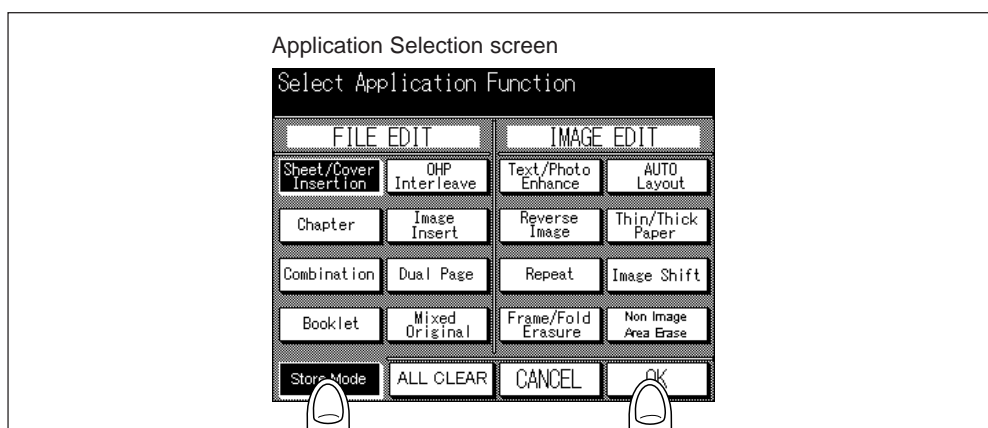 Application Selection screen
Select Application Function
FILE EDIT
IMAGE EDIT
Sheet/Cover
Insertion
OHP
Interleave
Text/Photo
Enhance
AUTO
Layout
Chapter
Image
Insert
Reverse
Image
Thin/Thick
Paper
Combination
Dual Page
Repeat
Image Shift
Booklet
Mixed
Original
Frame/Fold
Erasure
Non Image
Area Erase
Store Mode
ALL CLEAR
CANCEL
OK